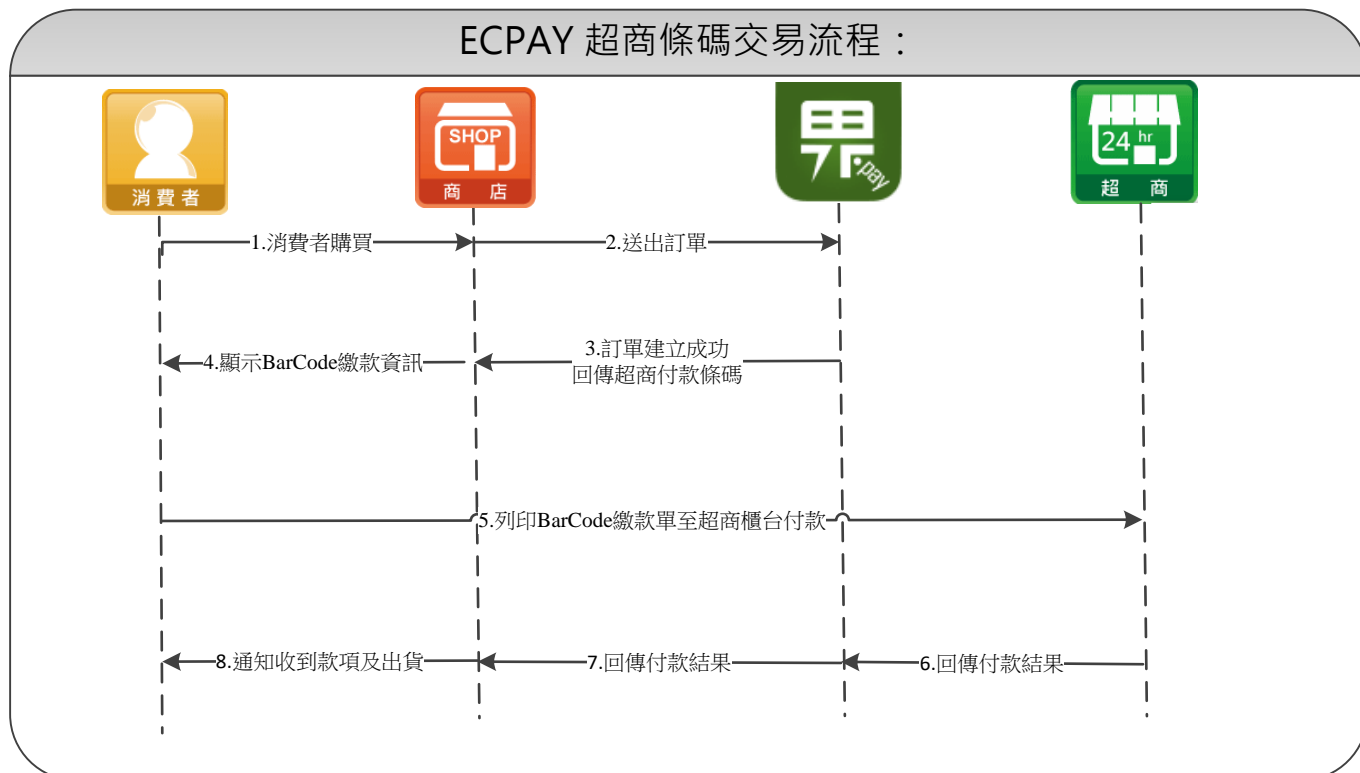 ECPAY 超商條碼交易流程：
消費者
SHOP
商 店
.pay
24 hr
超 商
1.消費者購買
2.送出訂單
4.顯示BarCode繳款資訊
3.訂單建立成功
回傳超商付款條碼
5.列印BarCode繳款單至超商櫃台付款
8.通知收到款項及出貨
7.回傳付款結果
6.回傳付款結果